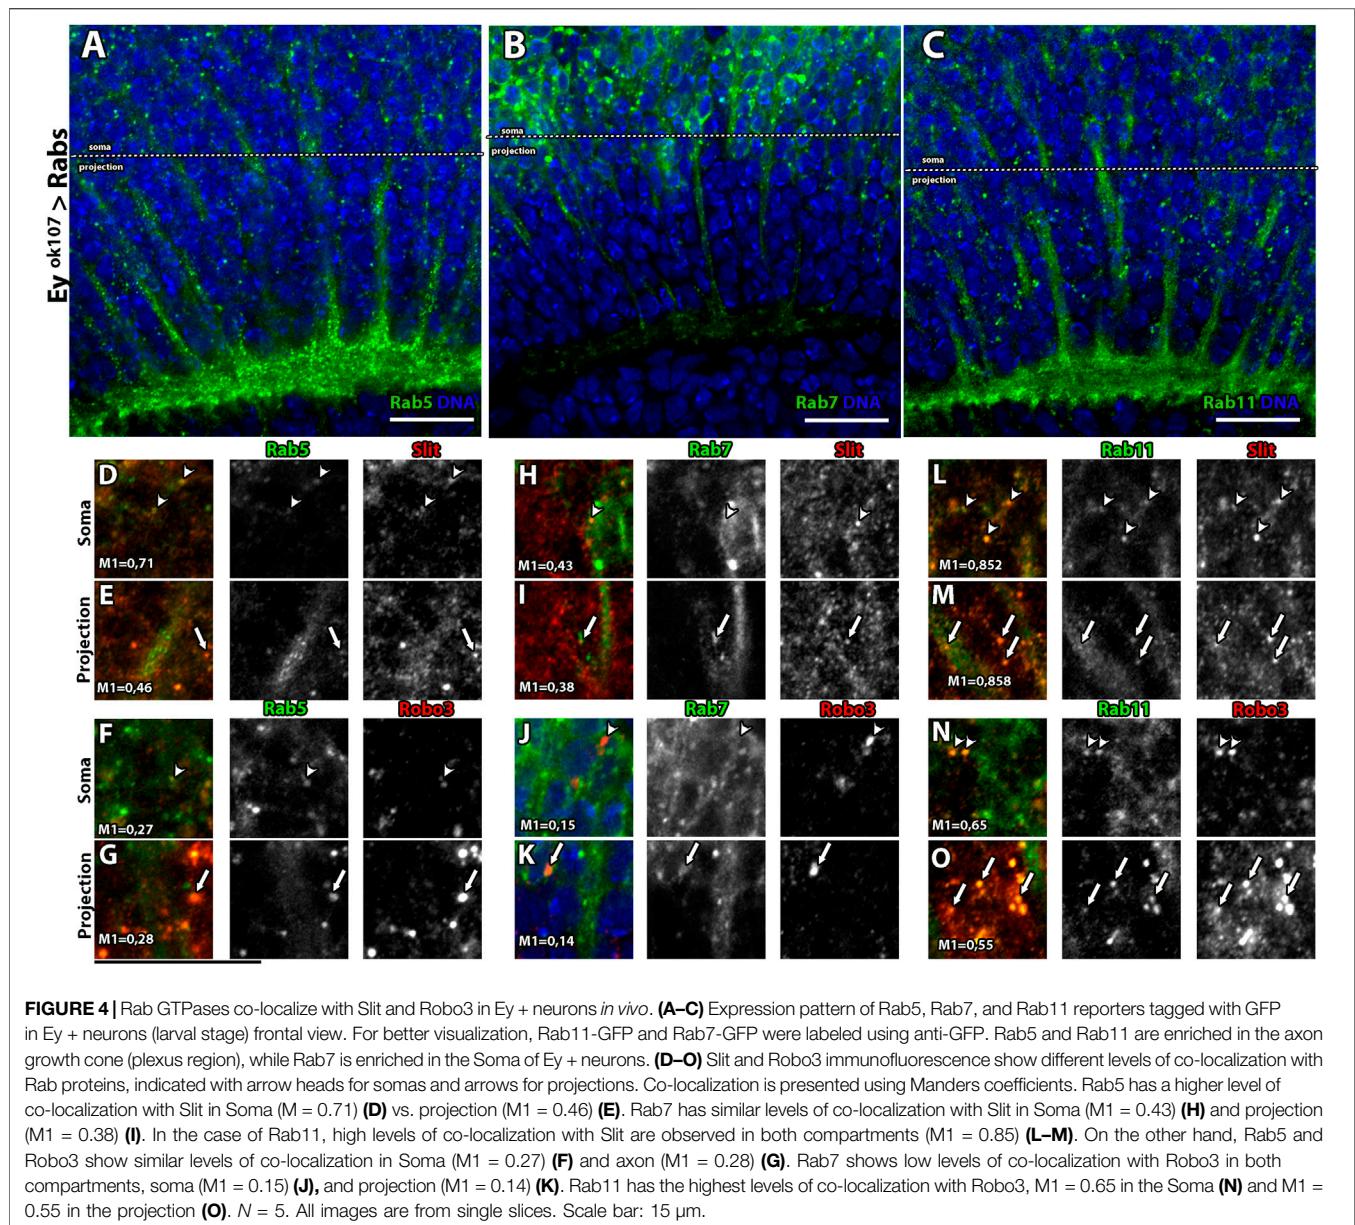 A
B
C
Ey ok107 > Rabs
soma
projection
soma
projection
soma
projection
Rab5 DNA
Rab7 DNA
Rab11 DNA
Rab5
Slit
Rab7
Slit
Rab11
Slit
Soma
D
M1=0,71
H
M1=0,43
L
M1=0,852
Projection
E
M1=0,46
I
M1=0,38
M
M1=0,858
Rab5
Robo3
Rab7
Robo3
Rab11
Robo3
Soma
F
M1=0,27
J
M1=0,15
N
M1=0,65
Projection
G
M1=0,28
K
M1=0,14
O
M1=0,55
FIGURE 4 | Rab GTPases co-localize with Slit and Robo3 in Ey + neurons in vivo. (A–C) Expression pattern of Rab5, Rab7, and Rab11 reporters tagged with GFP
in Ey + neurons (larval stage) frontal view. For better visualization, Rab11-GFP and Rab7-GFP were labeled using anti-GFP. Rab5 and Rab11 are enriched in the axon
growth cone (plexus region), while Rab7 is enriched in the Soma of Ey + neurons. (D–O) Slit and Robo3 immunofluorescence show different levels of co-localization with
Rab proteins, indicated with arrow heads for somas and arrows for projections. Co-localization is presented using Manders coefficients. Rab5 has a higher level of
co-localization with Slit in Soma (M = 0.71) (D) vs. projection (M1 = 0.46) (E). Rab7 has similar levels of co-localization with Slit in Soma (M1 = 0.43) (H) and projection
(M1 = 0.38) (I). In the case of Rab11, high levels of co-localization with Slit are observed in both compartments (M1 = 0.85) (L–M). On the other hand, Rab5 and
Robo3 show similar levels of co-localization in Soma (M1 = 0.27) (F) and axon (M1 = 0.28) (G). Rab7 shows low levels of co-localization with Robo3 in both
compartments, soma (M1 = 0.15) (J), and projection (M1 = 0.14) (K). Rab11 has the highest levels of co-localization with Robo3, M1 = 0.65 in the Soma (N) and M1 =
0.55 in the projection (O). N = 5. All images are from single slices. Scale bar: 15 µm.